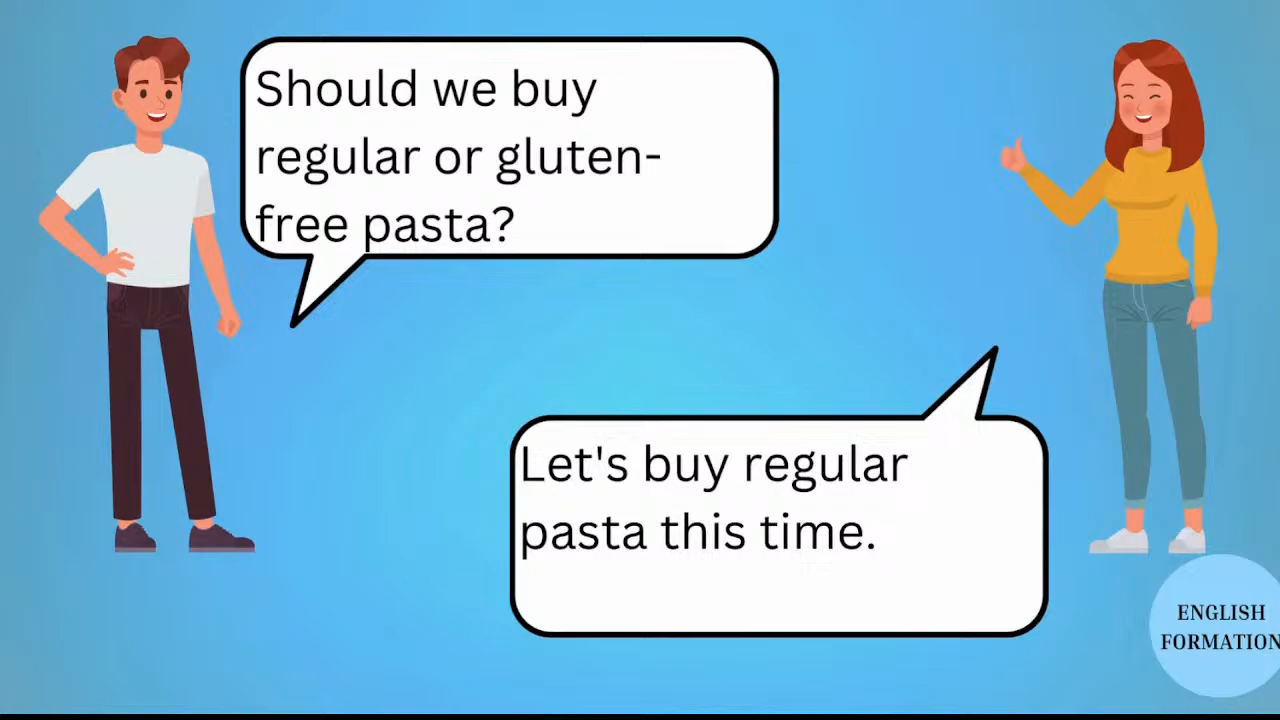 Should we buy
regular or gluten-
free pasta?
Let's buy regular
pasta this time.
ENGLISH
FORMATION